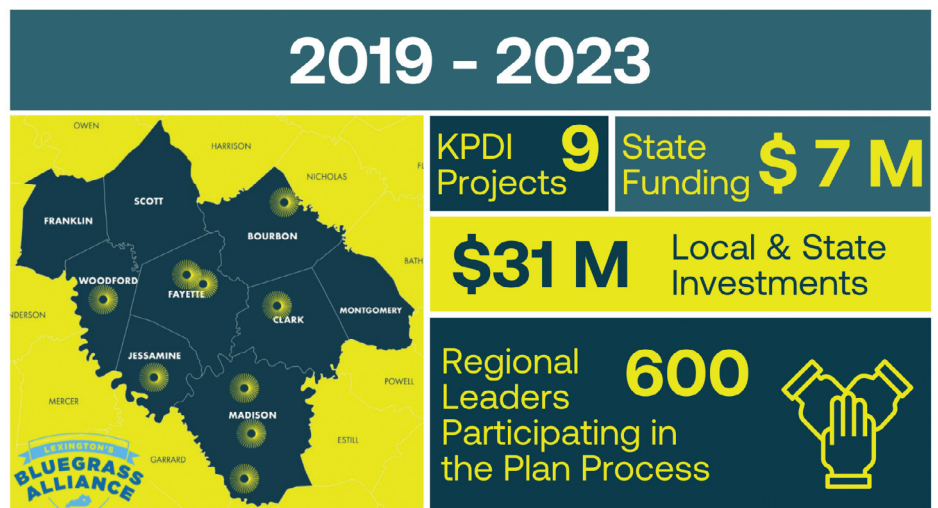 2019 - 2023
OWEN
HARRISON
NICHOLAS
FL
SCOTT
FRANKLIN
BOURBON
BATH
WOODFORD
FAYETTE
NDERSON
CLARK
MONTGOMERY
JESSAMINE
POWELL
MERCER
MADISON
ESTILL
GARRARD
LEXINGTON'S
BLUEGRASS
ALLIANCE
KPDI
Projects
9
State
Funding
$ 7 M
$31 M
Local & State
Investments
Regional
Leaders
600
Participating in
the Plan Process